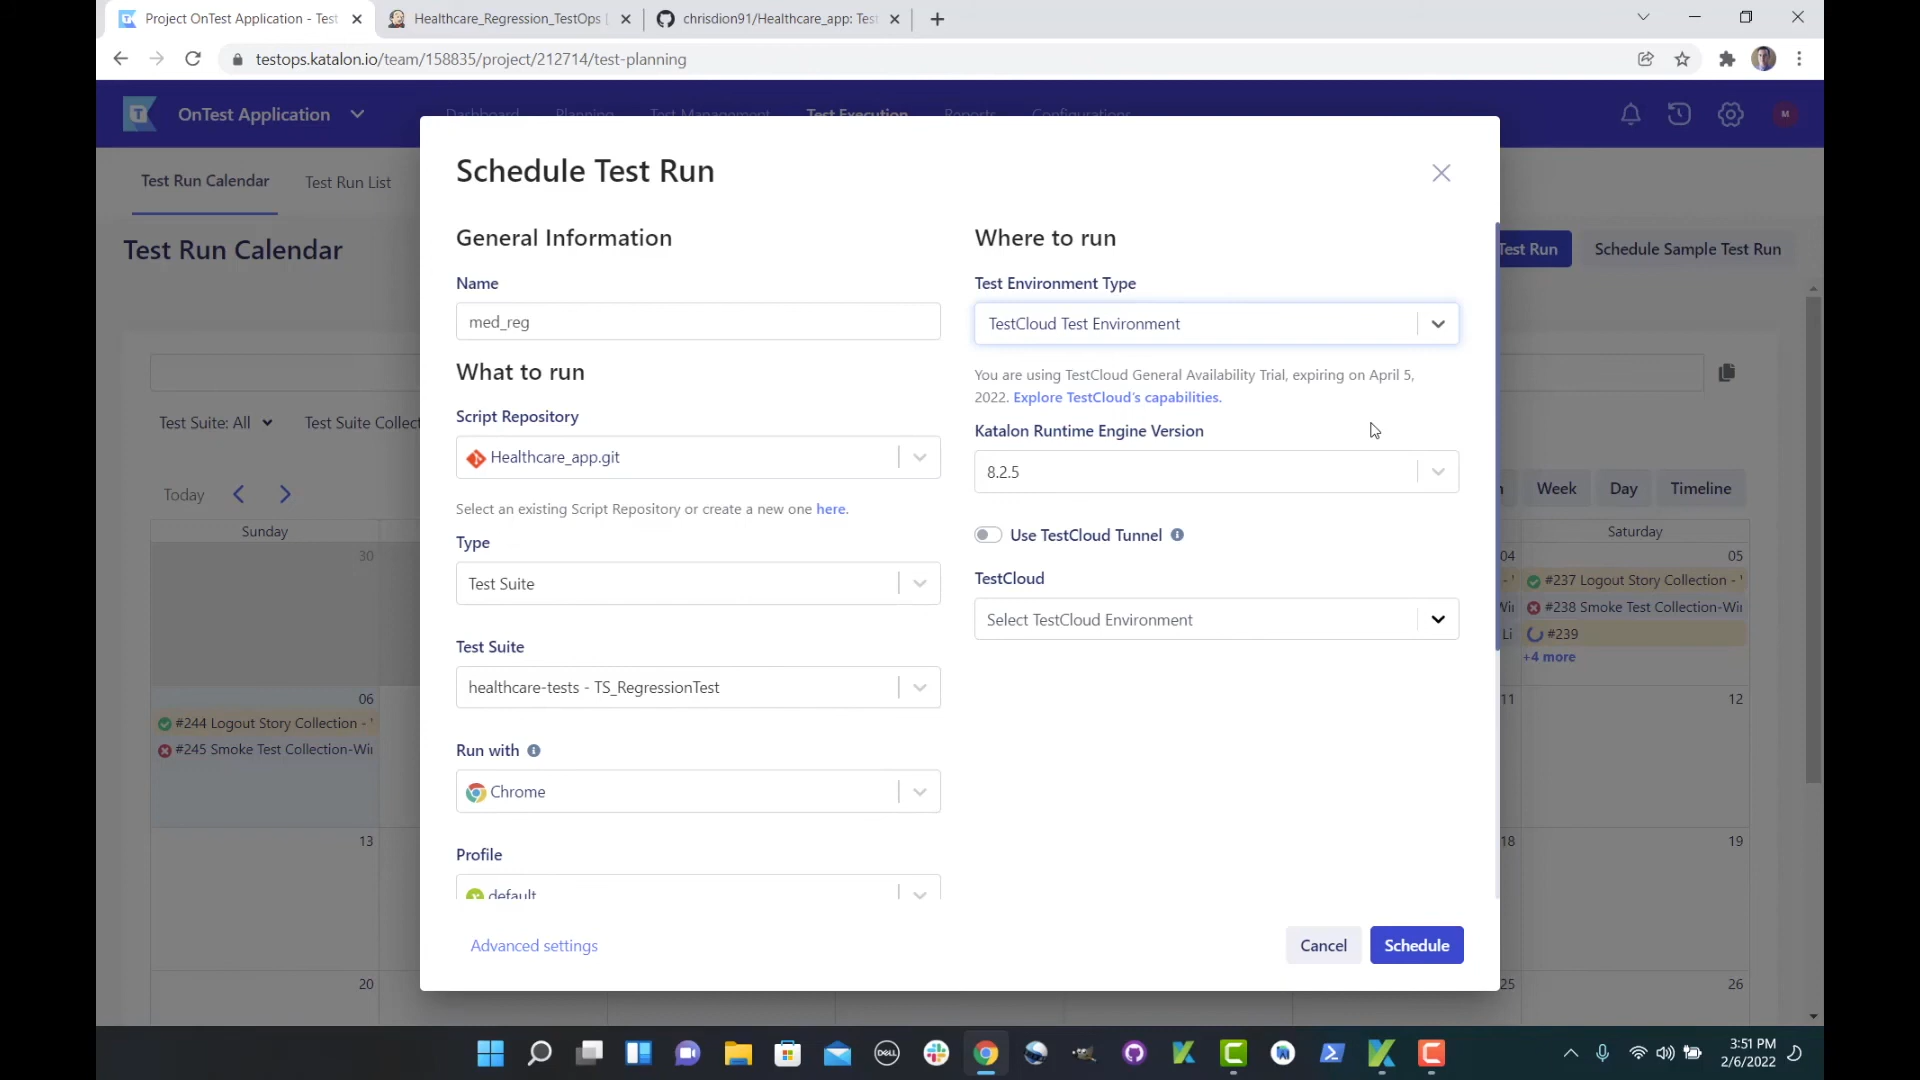 Project OnTest Application - Test
Healthcare_Regression_TestOps [
chrisdion91/Healthcare_app: Test
testops.katalon.io/team/158835/project/212714/test-planning
OnTest Application
Dashboard
Planning
Test Management
Test Execution
Reports
Configurations
M
Test Run Calendar
Test Run List
Test Run Calendar
Test Run
Schedule Sample Test Run
Schedule Test Run
General Information
Name
med_reg
What to run
Script Repository
Healthcare_app.git
Select an existing Script Repository or create a new one here.
Type
Test Suite
Test Suite
healthcare-tests - TS_RegressionTest
Run with
Chrome
Profile
default
Where to run
Test Environment Type
TestCloud Test Environment
You are using TestCloud General Availability Trial, expiring on April 5,
2022. Explore TestCloud's capabilities.
Katalon Runtime Engine Version
8.2.5
Use TestCloud Tunnel
TestCloud
Select TestCloud Environment
Advanced settings
Cancel
Schedule
Test Suite: All
Test Suite Collect
Today
Week
Day
Timeline
Sunday
Saturday
30
04
05
#237 Logout Story Collection -
#238 Smoke Test Collection-Wi
#239
+4 more
06
#244 Logout Story Collection -
#245 Smoke Test Collection-Wi
11
12
13
18
19
20
25
26
DELL
3:51 PM
2/6/2022